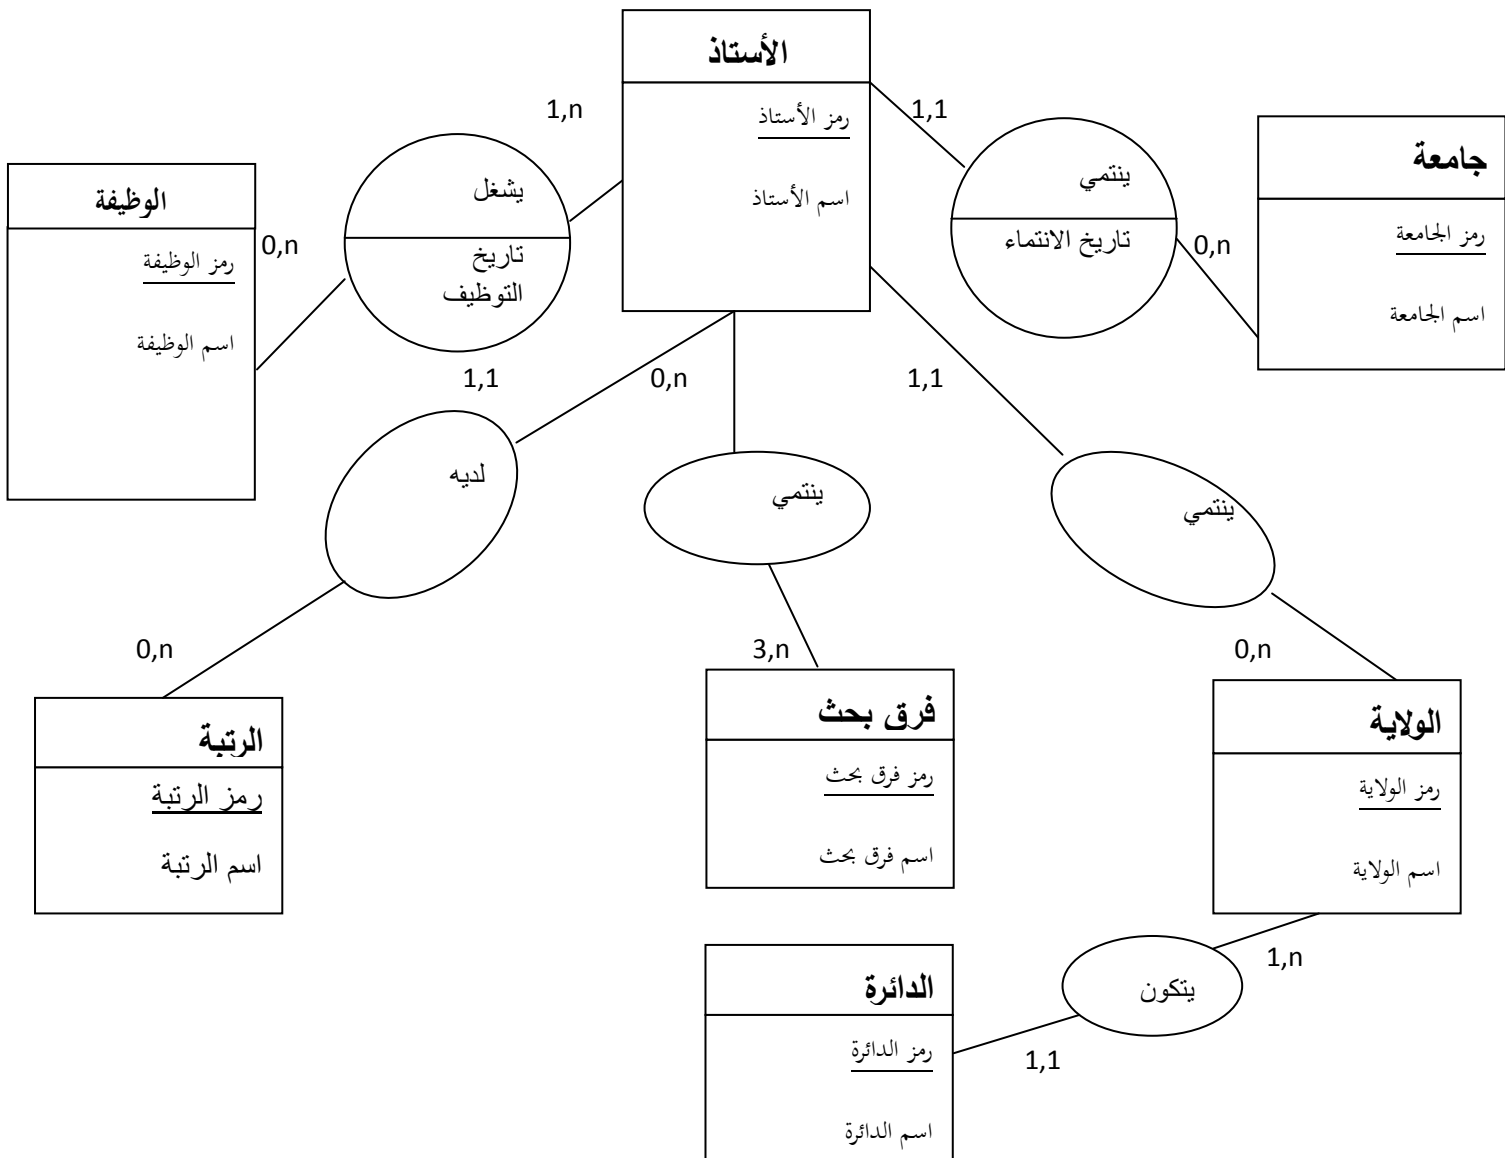 الأستاذ
رمز الأستاذ
اسم الأستاذ
1,n
1,1
جامعة
رمز الجامعة
اسم الجامعة
ينتمي
تاريخ الانتماء
0,n
يشغل
تاريخ
التوظيف
الوظيفة
رمز الوظيفة
اسم الوظيفة
0,n
1,1
0,n
1,1
لديه
ينتمي
ينتمي
0,n
3,n
0,n
الرتبة
رمز الرتبة
اسم الرتبة
فرق بحث
رمز فرق بحث
اسم فرق بحث
الولاية
رمز الولاية
اسم الولاية
1,n
يتكون
1,1
الدائرة
رمز الدائرة
اسم الدائرة